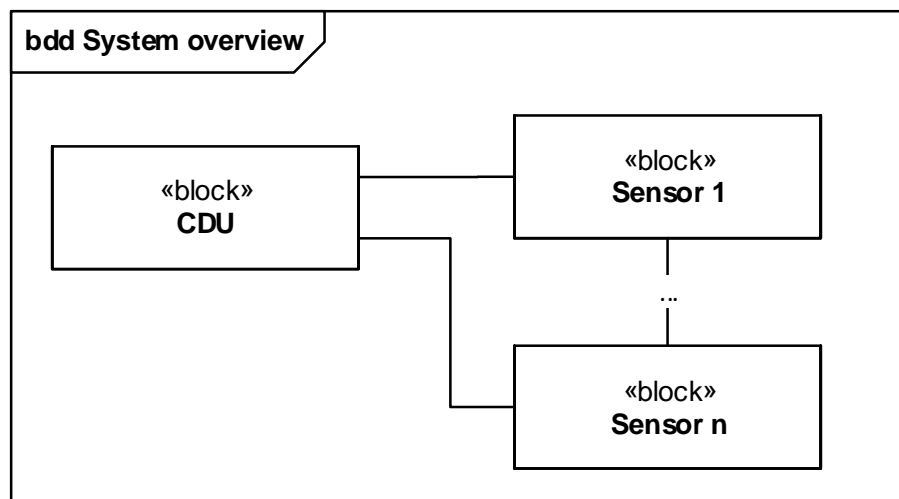 bdd System overview
«block»
CDU
«block»
Sensor 1
...
«block»
Sensor n